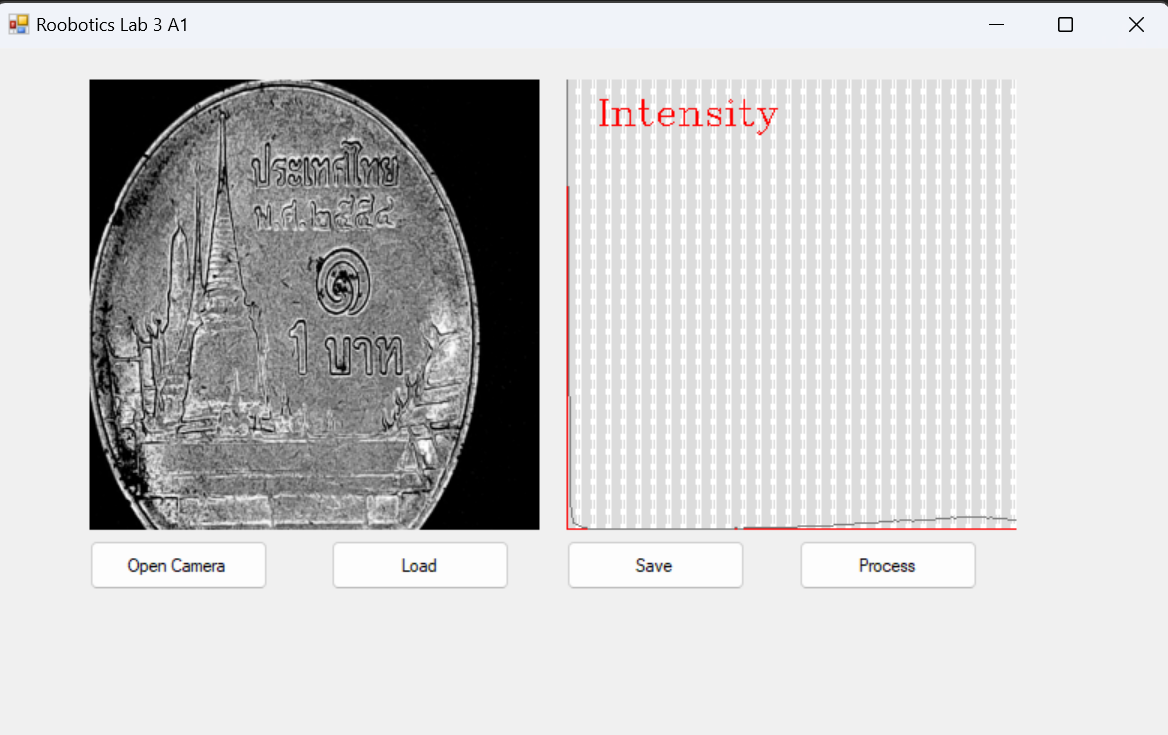 Roobotics Lab 3 A1
ประเทศไทย
พ.ศ.๒๕๕๔
๑
1 บาท
Intensity
Open Camera
Load
Save
Process